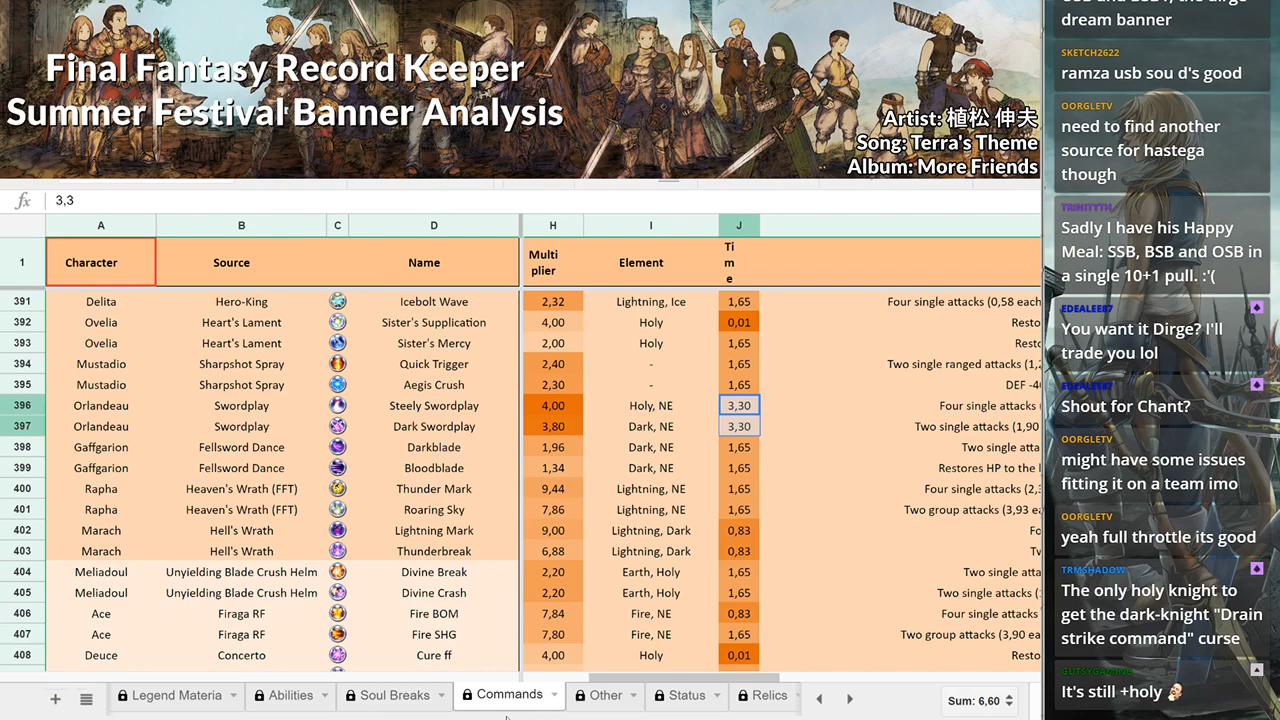 Final Fantasy Record Keeper
Summer Festival Banner Analysis
Artist: 植松 伸夫
Song: Terra's Theme
Album: More Friends
fx 3,3
A B C D H I J
1 Character Source Name Multi plier Element Ti m e
391 Delita Hero-King Icebolt Wave 2,32 Lightning, Ice 1,65 Four single attacks (0,58 each
392 Ovelia Heart's Lament Sister's Supplication 4,00 Holy 0,01 Resto
393 Ovelia Heart's Lament Sister's Mercy 2,00 Holy 1,65 Rest
394 Mustadio Sharpshot Spray Quick Trigger 2,40 - 1,65 Two single ranged attacks (1,2
395 Mustadio Sharpshot Spray Aegis Crush 2,30 - 1,65 DEF -4
396 Orlandeau Swordplay Steely Swordplay 4,00 Holy, NE 3,30 Four single attacks (
397 Orlandeau Swordplay Dark Swordplay 3,80 Dark, NE 3,30 Two single attacks (1,90
398 Gaffgarion Fellsword Dance Darkblade 1,96 Dark, NE 1,65 Two single atta
399 Gaffgarion Fellsword Dance Bloodblade 1,34 Dark, NE 1,65 Restores HP to the
400 Rapha Heaven's Wrath (FFT) Thunder Mark 9,44 Lightning, NE 1,65 Four single attacks (2,3
401 Rapha Heaven's Wrath (FFT) Roaring Sky 7,86 Lightning, NE 1,65 Two group attacks (3,93 ea
402 Marach Hell's Wrath Lightning Mark 9,00 Lightning, Dark 0,83 Fo
403 Marach Hell's Wrath Thunderbreak 6,88 Lightning, Dark 0,83 Tw
404 Meliadoul Unyielding Blade Crush Helm Divine Break 2,20 Earth, Holy 1,65 Two single atta
405 Meliadoul Unyielding Blade Crush Helm Divine Crash 2,20 Earth, Holy 1,65 Two single attacks (
406 Ace Firaga RF Fire BOM 7,84 Fire, NE 0,83 Four single attacks
407 Ace Firaga RF Fire SHG 7,80 Fire, NE 1,65 Two group attacks (3,90 ea
408 Deuce Concerto Cure ff 4,00 Holy 0,01 Resto
+ Legend Materia Abilities Soul Breaks Commands Other Status Relics Sum: 6,60
dream banner
SKETCH2622
ramza usb sou d's good
OORGLETV
need to find another
source for hastega
though
TRINITYTH
Sadly I have his Happy
Meal: SSB, BSB and OSB in
a single 10+1 pull. :'(
EDEALEE87
You want it Dirge? I'll
trade you lol
EDEALEE87
Shout for Chant?
OORGLETV
might have some issues
fitting it on a team imo
OORGLETV
yeah full throttle its good
TRMSHADOW
The only holy knight to
get the dark-knight "Drain
strike command" curse
GUTSYGAMING
It's still +holy